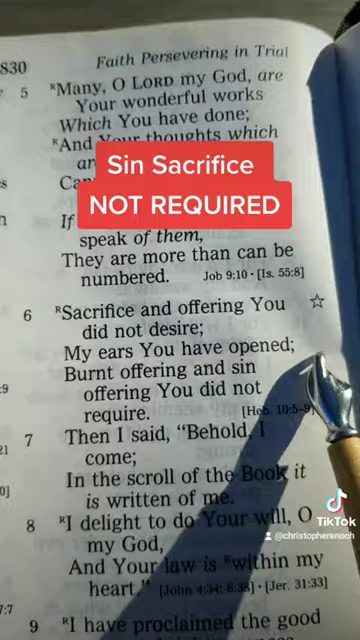 830
Faith Persevering in Trial
5 ᴿMany, O LORD my God, are
Your wonderful works
Which You have done;
ᴿAnd Your thoughts which
Sin Sacrifice
NOT REQUIRED
If
speak of them,
They are more than can be
numbered. Job 9:10 • [Is. 55:8]
6 ᴿSacrifice and offering You ☆
did not desire;
My ears You have opened;
Burnt offering and sin
offering You did not
require. [Heb. 10:5–9]
7 Then I said, “Behold, I
come;
In the scroll of the Book it
is written of me.
8 ᴿI delight to do Your will, O
my God,
And Your law is ᴿwithin my
heart.” [John 4:34; 6:38] • [Jer. 31:33]
9 ᴿI have proclaimed the good
TikTok
@christopherenoch